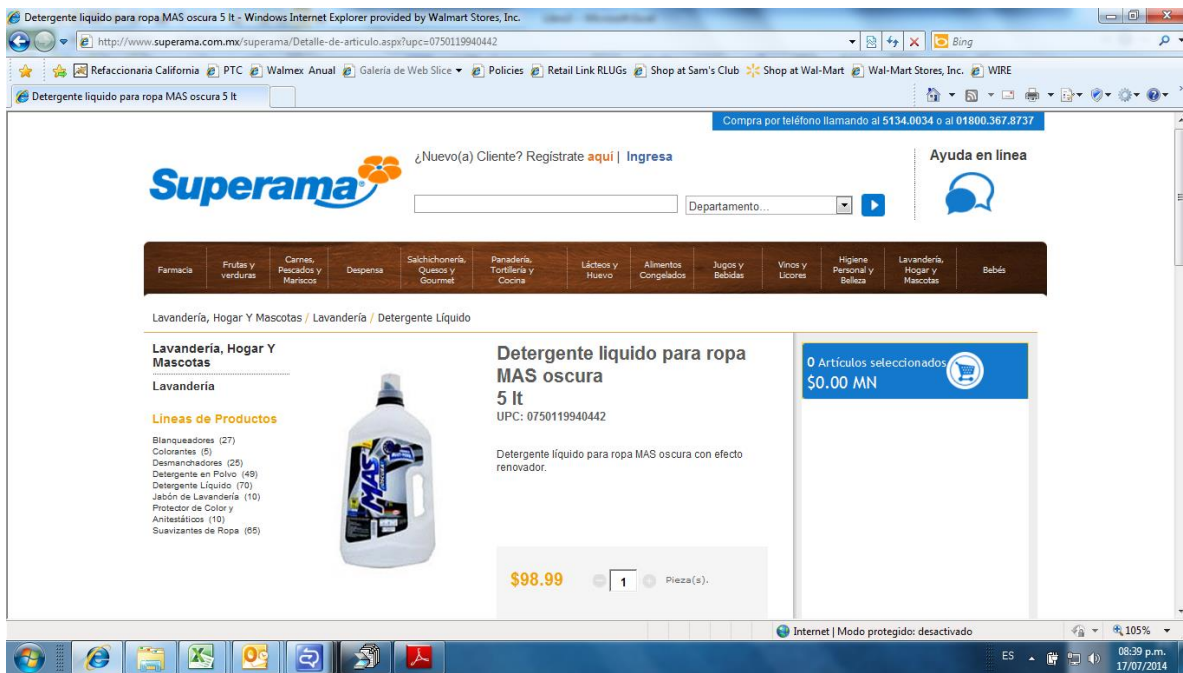 Detergente liquido para ropa MAS oscura 5 lt - Windows Internet Explorer provided by Walmart Stores, Inc.
http://www.superama.com.mx/superama/Detalle-de-articulo.aspx?upc=0750119940442
Bing
Refaccionaria California PTC Walmex Anual Galería de Web Slice Policies Retail Link RLUGs Shop at Sam's Club Shop at Wal-Mart Wal-Mart Stores, Inc. WIRE
Detergente liquido para ropa MAS oscura 5 lt
Compra por teléfono llamando al 5134.0034 o al 01800.367.8737
¿Nuevo(a) Cliente? Regístrate aquí | Ingresa
Ayuda en línea
Superama
Departamento...
Farmacia
Frutas y
verduras
Carnes,
Pescados y
Mariscos
Despensa
Salchichonería,
Quesos y
Gourmet
Panadería,
Tortillería y
Cocina
Lácteos y
Huevo
Alimentos
Congelados
Jugos y
Bebidas
Vinos y
Licores
Higiene
Personal y
Belleza
Lavandería,
Hogar y
Mascotas
Bebés
Lavandería, Hogar Y Mascotas / Lavandería / Detergente Líquido
Lavandería, Hogar Y
Mascotas
Lavandería
Líneas de Productos
Blanqueadores (27)
Colorantes (5)
Desmanchadores (25)
Detergente en Polvo (49)
Detergente Líquido (70)
Jabón de Lavandería (10)
Protector de Color y
Anitestáticos (10)
Suavizantes de Ropa (65)
MAS
Detergente liquido para ropa
MAS oscura
5 lt
UPC: 0750119940442
Detergente líquido para ropa MAS oscura con efecto
renovador.
$98.99 1 Pieza(s).
0 Artículos seleccionados
$0.00 MN
Internet | Modo protegido: desactivado
105%
ES
08:39 p.m.
17/07/2014